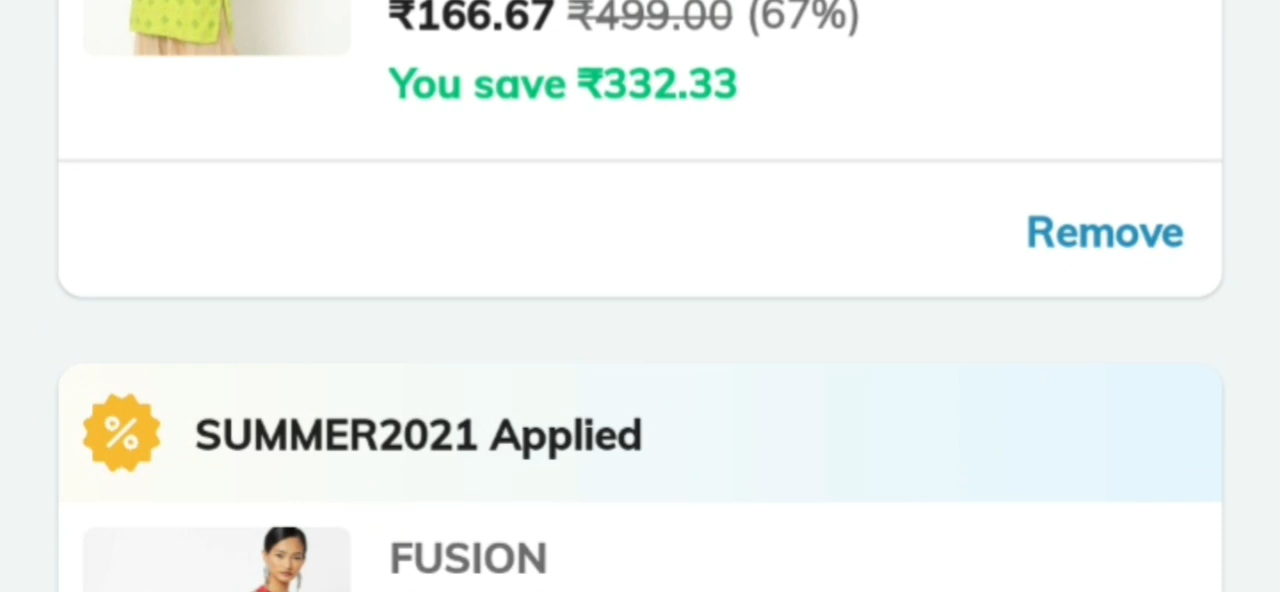 ₹166.67 ₹499.00 (67%)
You save ₹332.33
Remove
SUMMER2021 Applied
FUSION